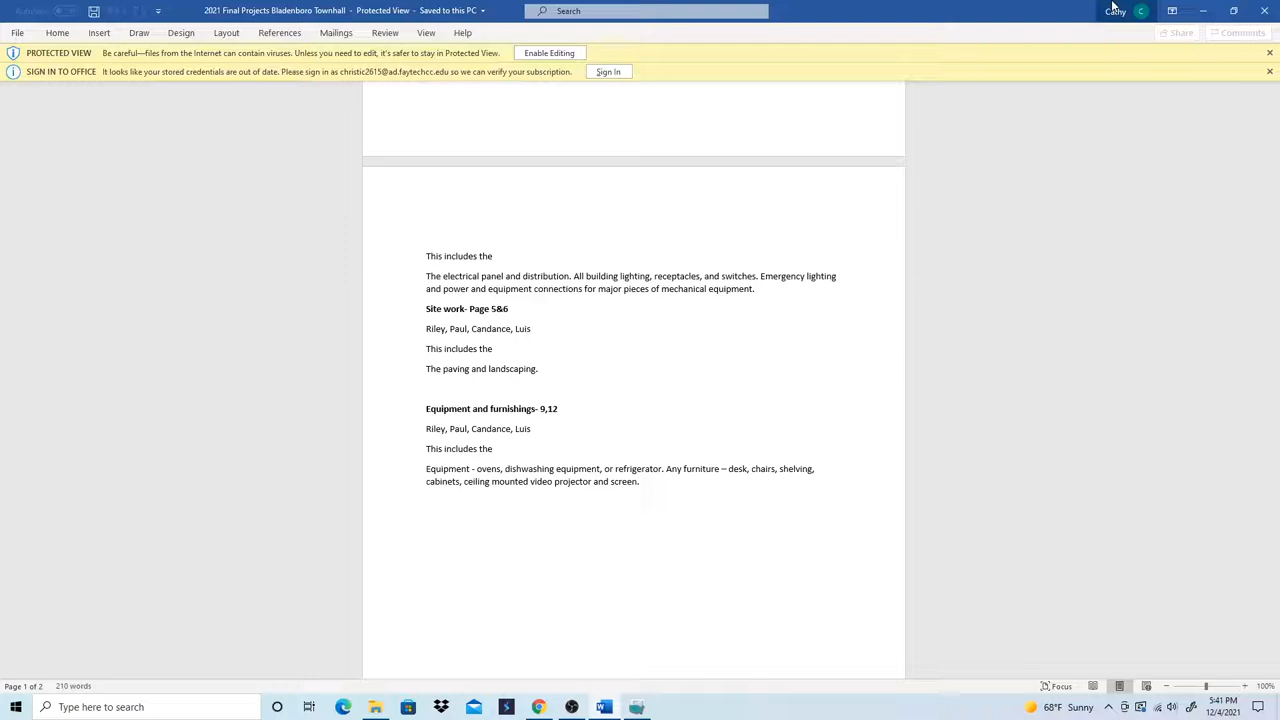 AutoSave
2021 Final Projects Bladenboro Townhall - Protected View - Saved to this PC
Search
Cathy
C
File Home Insert Draw Design Layout References Mailings Review View Help
Share Comments
PROTECTED VIEW Be careful—files from the Internet can contain viruses. Unless you need to edit, it's safer to stay in Protected View. Enable Editing
SIGN IN TO OFFICE It looks like your stored credentials are out of date. Please sign in as christic2615@ad.faytechcc.edu so we can verify your subscription. Sign In
This includes the
The electrical panel and distribution. All building lighting, receptacles, and switches. Emergency lighting
and power and equipment connections for major pieces of mechanical equipment.
Site work- Page 5&6
Riley, Paul, Candance, Luis
This includes the
The paving and landscaping.
Equipment and furnishings- 9,12
Riley, Paul, Candance, Luis
This includes the
Equipment - ovens, dishwashing equipment, or refrigerator. Any furniture – desk, chairs, shelving,
cabinets, ceiling mounted video projector and screen.
Page 1 of 2 210 words
Focus
100%
Type here to search
68°F Sunny
5:41 PM
12/4/2021